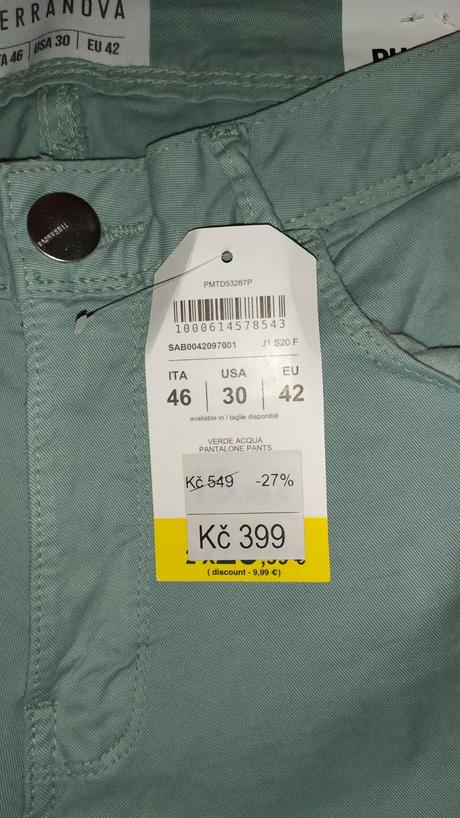 ERRANOVA
TA 46 | USA 30 | EU 42
PMTD53287P
1000614578543
SAB0042097001 J1 S20 F
ITA USA EU
46 30 42
available in / taglie disponibili
VERDE ACQUA
PANTALONE PANTS
Kč 549 -27%
Kč 399
( discount - 9,99 €)